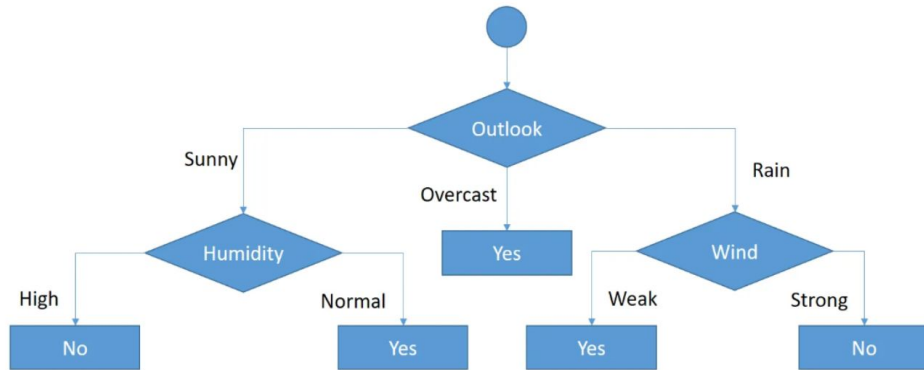 Outlook
Sunny
Overcast
Rain
Humidity
Yes
Wind
High
Normal
Weak
Strong
No
Yes
Yes
No